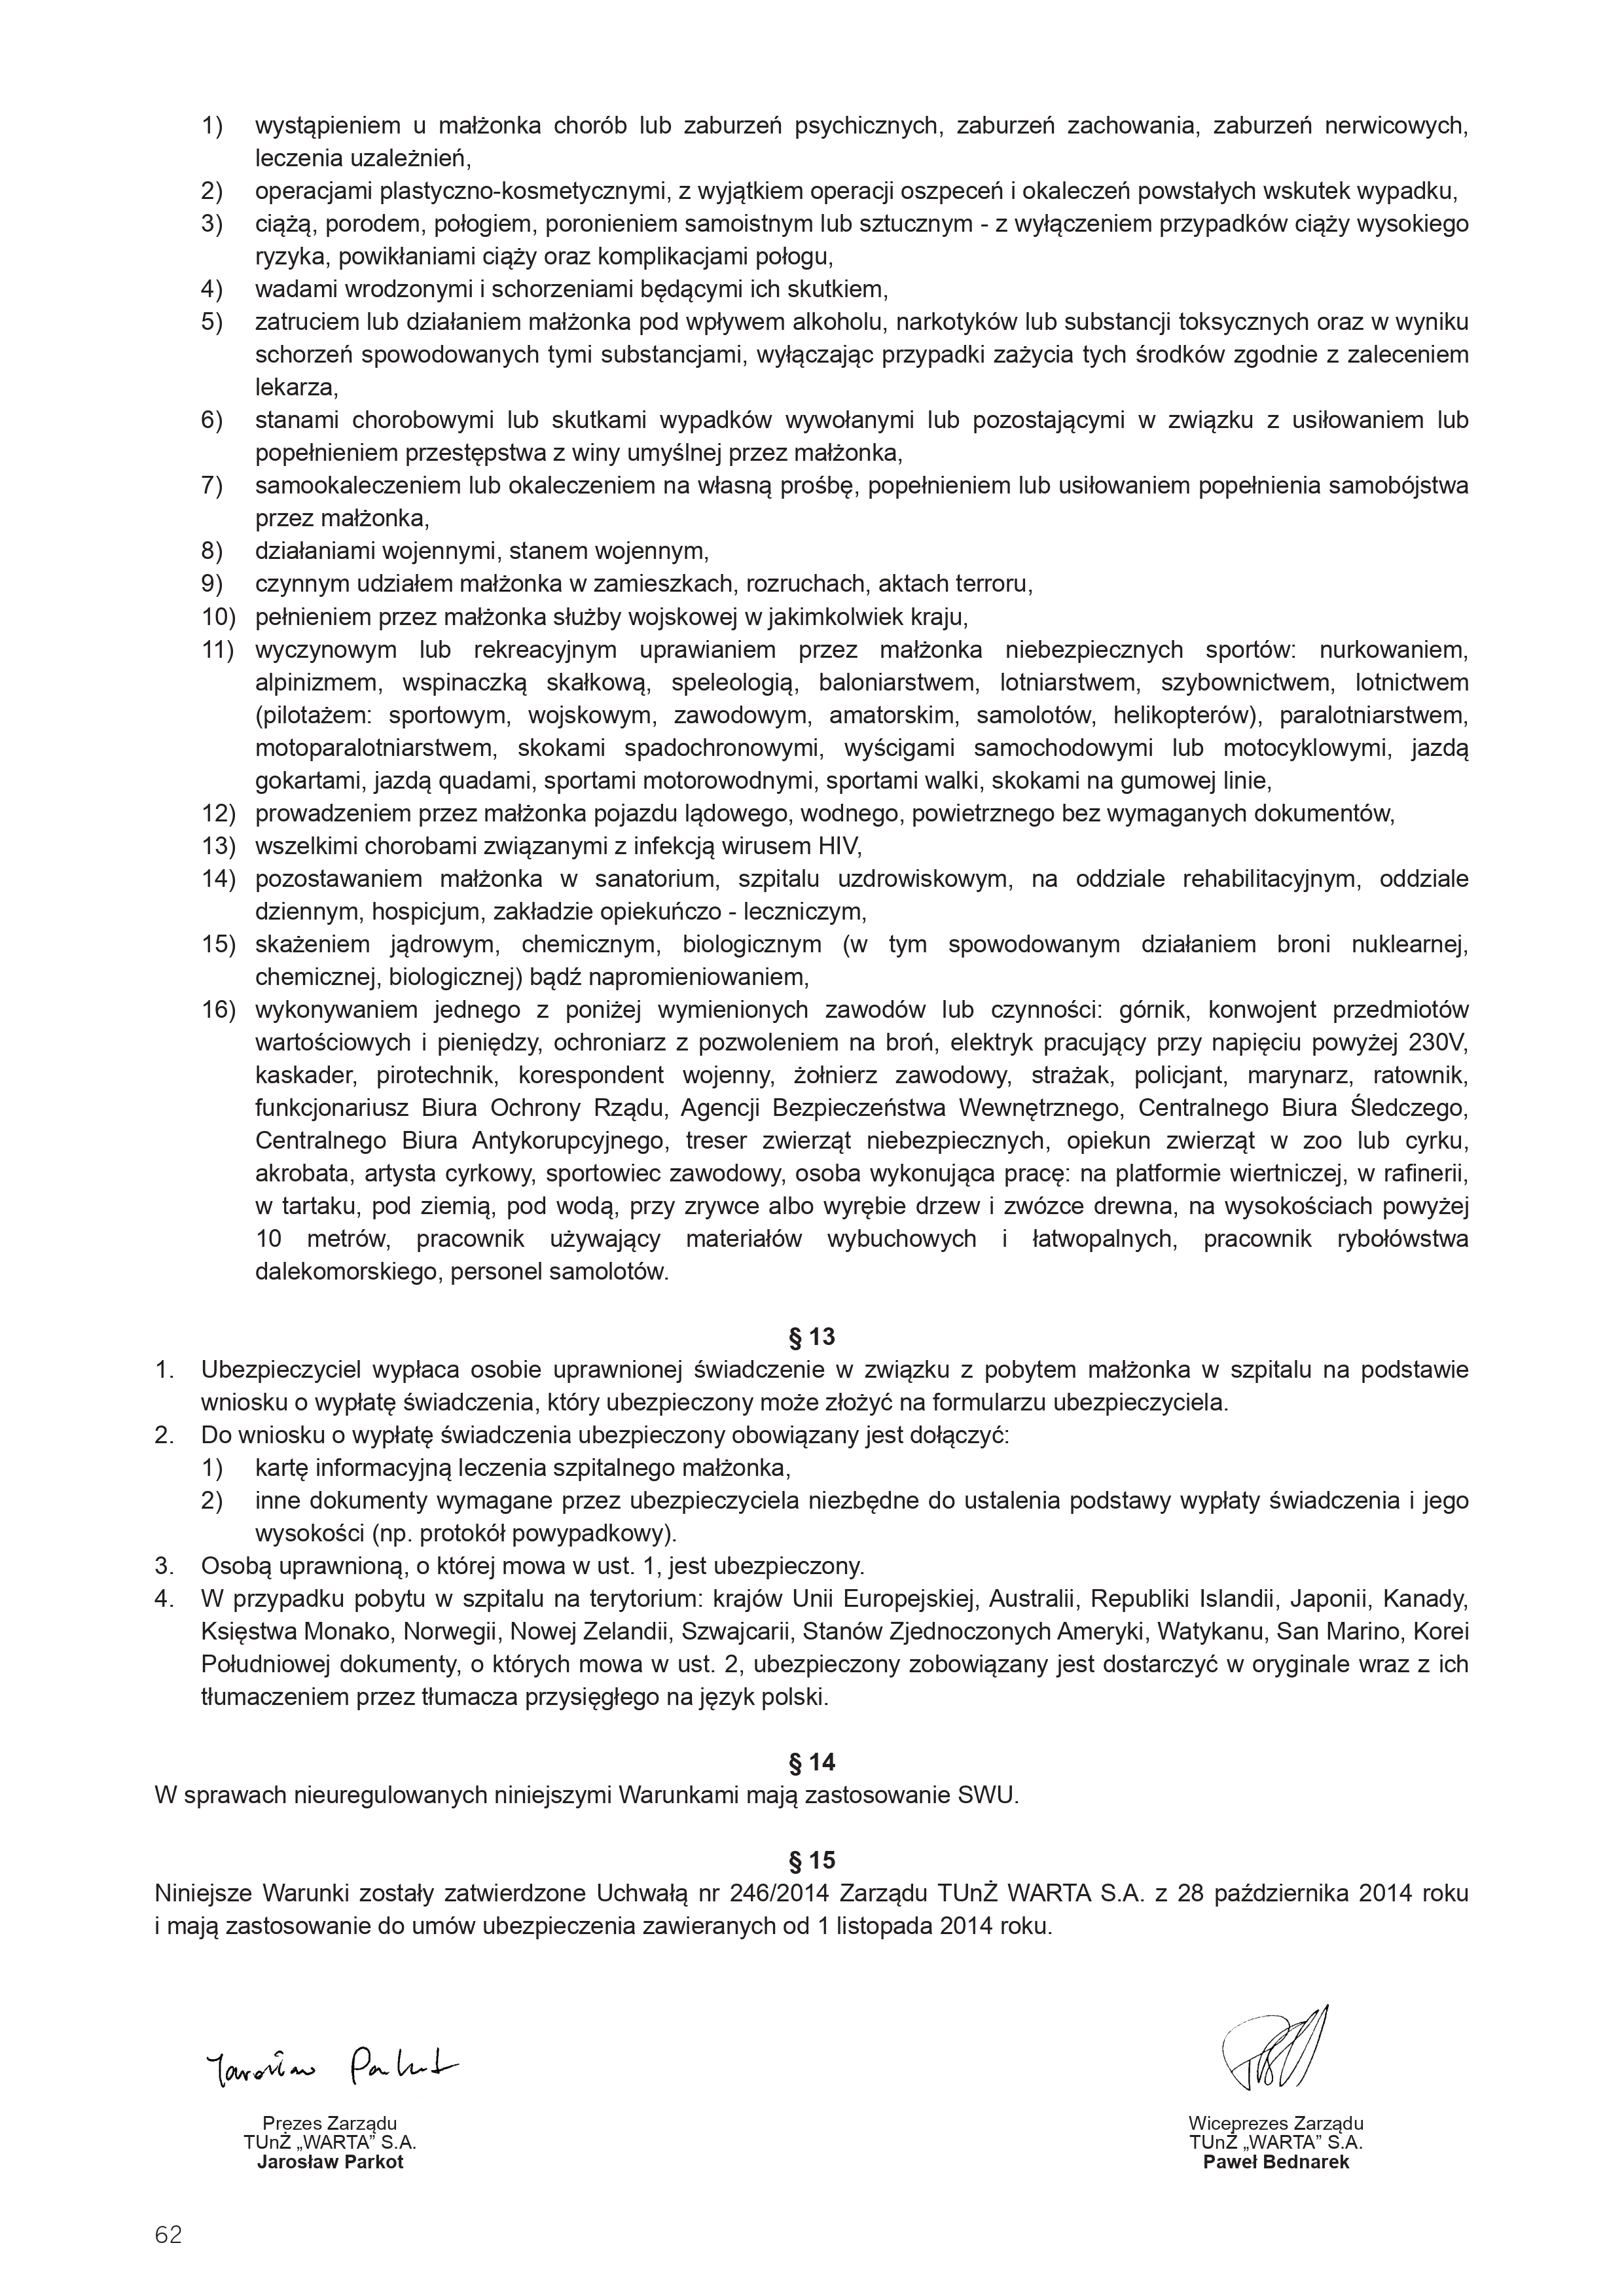 1) wystąpieniem u małżonka chorób lub zaburzeń psychicznych, zaburzeń zachowania, zaburzeń nerwicowych,
leczenia uzależnień,
2) operacjami plastyczno-kosmetycznymi, z wyjątkiem operacji oszpeceń i okaleczeń powstałych wskutek wypadku,
3) ciążą, porodem, połogiem, poronieniem samoistnym lub sztucznym - z wyłączeniem przypadków ciąży wysokiego
ryzyka, powikłaniami ciąży oraz komplikacjami połogu,
4) wadami wrodzonymi i schorzeniami będącymi ich skutkiem,
5) zatruciem lub działaniem małżonka pod wpływem alkoholu, narkotyków lub substancji toksycznych oraz w wyniku
schorzeń spowodowanych tymi substancjami, wyłączając przypadki zażycia tych środków zgodnie z zaleceniem
lekarza,
6) stanami chorobowymi lub skutkami wypadków wywołanymi lub pozostającymi w związku z usiłowaniem lub
popełnieniem przestępstwa z winy umyślnej przez małżonka,
7) samookaleczeniem lub okaleczeniem na własną prośbę, popełnieniem lub usiłowaniem popełnienia samobójstwa
przez małżonka,
8) działaniami wojennymi, stanem wojennym,
9) czynnym udziałem małżonka w zamieszkach, rozruchach, aktach terroru,
10) pełnieniem przez małżonka służby wojskowej w jakimkolwiek kraju,
11) wyczynowym lub rekreacyjnym uprawianiem przez małżonka niebezpiecznych sportów: nurkowaniem,
alpinizmem, wspinaczką skałkową, speleologią, baloniarstwem, lotniarstwem, szybownictwem, lotnictwem
(pilotażem: sportowym, wojskowym, zawodowym, amatorskim, samolotów, helikopterów), paralotniarstwem,
motoparalotniarstwem, skokami spadochronowymi, wyścigami samochodowymi lub motocyklowymi, jazdą
gokartami, jazdą quadami, sportami motorowodnymi, sportami walki, skokami na gumowej linie,
12) prowadzeniem przez małżonka pojazdu lądowego, wodnego, powietrznego bez wymaganych dokumentów,
13) wszelkimi chorobami związanymi z infekcją wirusem HIV,
14) pozostawaniem małżonka w sanatorium, szpitalu uzdrowiskowym, na oddziale rehabilitacyjnym, oddziale
dziennym, hospicjum, zakładzie opiekuńczo - leczniczym,
15) skażeniem jądrowym, chemicznym, biologicznym (w tym spowodowanym działaniem broni nuklearnej,
chemicznej, biologicznej) bądź napromieniowaniem,
16) wykonywaniem jednego z poniżej wymienionych zawodów lub czynności: górnik, konwojent przedmiotów
wartościowych i pieniędzy, ochroniarz z pozwoleniem na broń, elektryk pracujący przy napięciu powyżej 230V,
kaskader, pirotechnik, korespondent wojenny, żołnierz zawodowy, strażak, policjant, marynarz, ratownik,
funkcjonariusz Biura Ochrony Rządu, Agencji Bezpieczeństwa Wewnętrznego, Centralnego Biura Śledczego,
Centralnego Biura Antykorupcyjnego, treser zwierząt niebezpiecznych, opiekun zwierząt w zoo lub cyrku,
akrobata, artysta cyrkowy, sportowiec zawodowy, osoba wykonująca pracę: na platformie wiertniczej, w rafinerii,
w tartaku, pod ziemią, pod wodą, przy zrywce albo wyrębie drzew i zwózce drewna, na wysokościach powyżej
10 metrów, pracownik używający materiałów wybuchowych i łatwopalnych, pracownik rybołówstwa
dalekomorskiego, personel samolotów.
§ 13
1. Ubezpieczyciel wypłaca osobie uprawnionej świadczenie w związku z pobytem małżonka w szpitalu na podstawie
wniosku o wypłatę świadczenia, który ubezpieczony może złożyć na formularzu ubezpieczyciela.
2. Do wniosku o wypłatę świadczenia ubezpieczony obowiązany jest dołączyć:
1) kartę informacyjną leczenia szpitalnego małżonka,
2) inne dokumenty wymagane przez ubezpieczyciela niezbędne do ustalenia podstawy wypłaty świadczenia i jego
wysokości (np. protokół powypadkowy).
3. Osobą uprawnioną, o której mowa w ust. 1, jest ubezpieczony.
4. W przypadku pobytu w szpitalu na terytorium: krajów Unii Europejskiej, Australii, Republiki Islandii, Japonii, Kanady,
Księstwa Monako, Norwegii, Nowej Zelandii, Szwajcarii, Stanów Zjednoczonych Ameryki, Watykanu, San Marino, Korei
Południowej dokumenty, o których mowa w ust. 2, ubezpieczony zobowiązany jest dostarczyć w oryginale wraz z ich
tłumaczeniem przez tłumacza przysięgłego na język polski.
§ 14
W sprawach nieuregulowanych niniejszymi Warunkami mają zastosowanie SWU.
§ 15
Niniejsze Warunki zostały zatwierdzone Uchwałą nr 246/2014 Zarządu TUnŻ WARTA S.A. z 28 października 2014 roku
i mają zastosowanie do umów ubezpieczenia zawieranych od 1 listopada 2014 roku.
Jarosław Parkot
Prezes Zarządu
TUnŻ „WARTA” S.A.
Jarosław Parkot
Wiceprezes Zarządu
TUnŻ „WARTA” S.A.
Paweł Bednarek
62